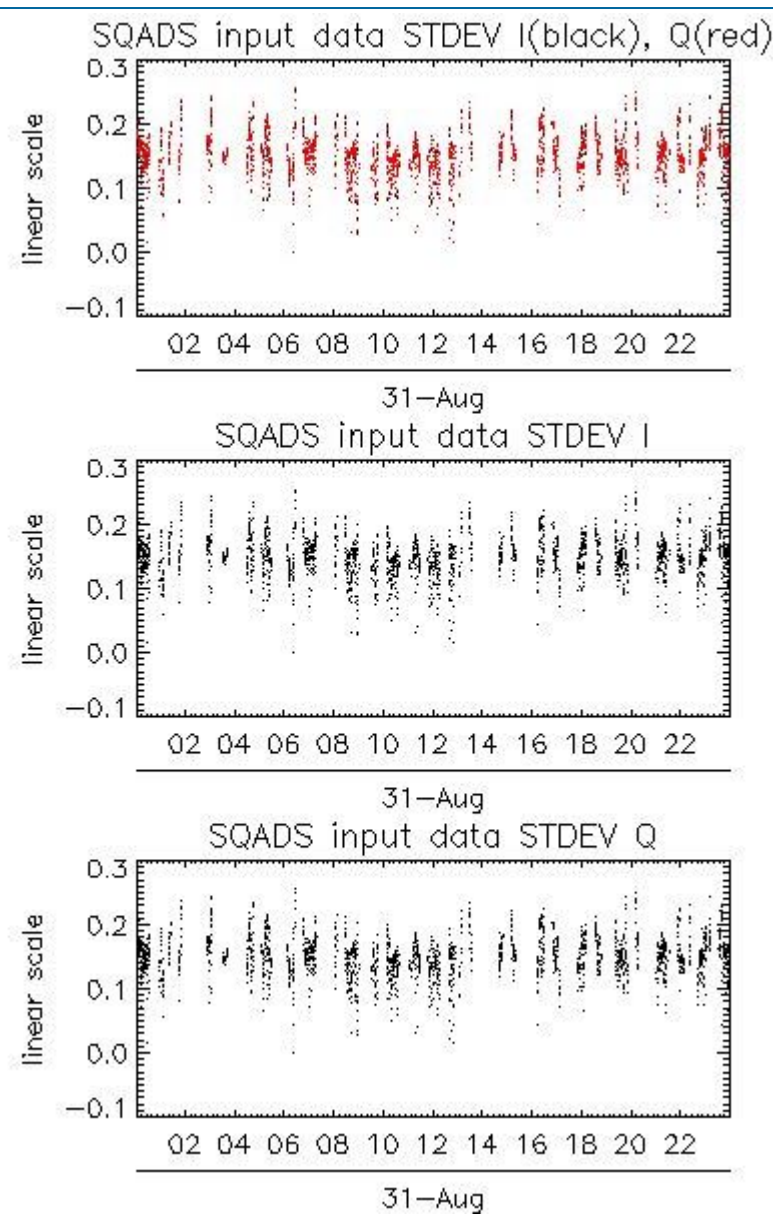 SQADS input data STDEV I(black), Q(red)
0.3
0.2
0.1
0.0
−0.1
linear scale
02 04 06 08 10 12 14 16 18 20 22
31−Aug
SQADS input data STDEV I
0.3
0.2
0.1
0.0
−0.1
linear scale
02 04 06 08 10 12 14 16 18 20 22
31−Aug
SQADS input data STDEV Q
0.3
0.2
0.1
0.0
−0.1
linear scale
02 04 06 08 10 12 14 16 18 20 22
31−Aug